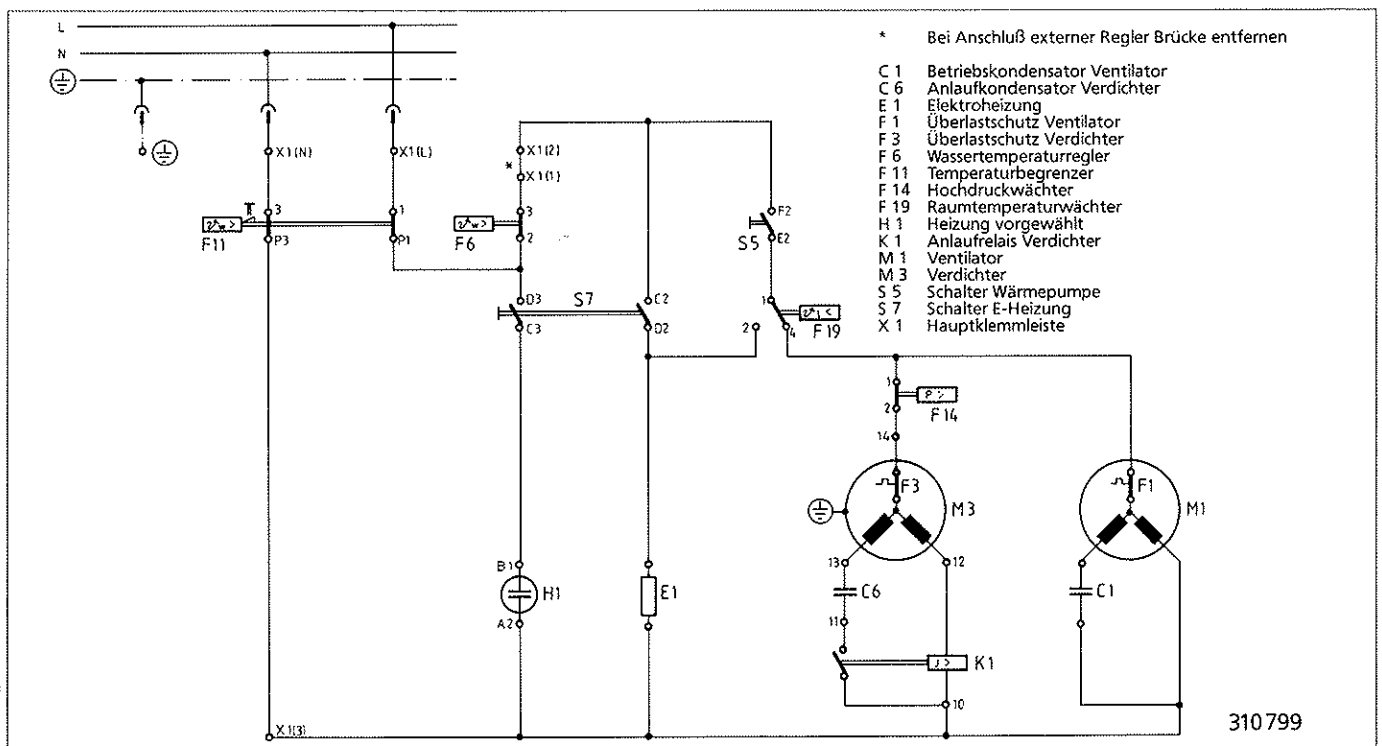 L
N
* Bei Anschluß externer Regler Brücke entfernen
C 1 Betriebskondensator Ventilator
C 6 Anlaufkondensator Verdichter
E 1 Elektroheizung
F 1 Überlastschutz Ventilator
F 3 Überlastschutz Verdichter
F 6 Wassertemperaturregler
F 11 Temperaturbegrenzer
F 14 Hochdruckwächter
F 19 Raumtemperaturwächter
H 1 Heizung vorgewählt
K 1 Anlaufrelais Verdichter
M 1 Ventilator
M 3 Verdichter
S 5 Schalter Wärmepumpe
S 7 Schalter E-Heizung
X 1 Hauptklemmleiste
X1(N)
X1(L)
X1(2)
*
X1(1)
3
1
3
F2
F11
P3
P1
F6
2
S5
E2
D3
S7
C2
1
C3
D2
2
4
F19
1
2
F14
14
F3
M3
F1
M1
B1
H1
A2
E1
13
12
C6
C1
11
K1
10
X1(3)
310799